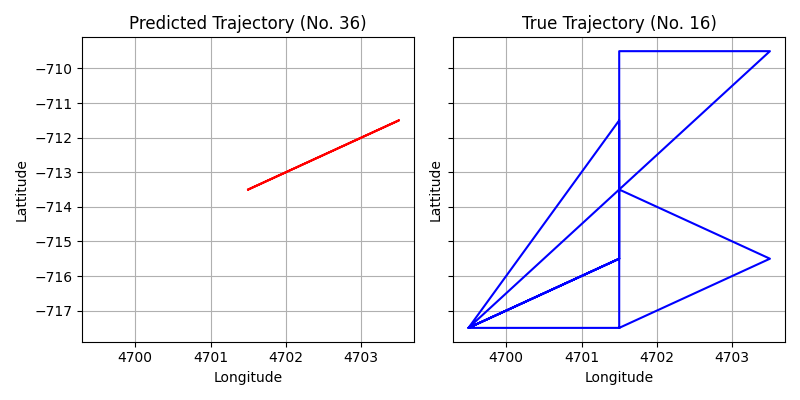 Predicted Trajectory (No. 36)
True Trajectory (No. 16)
−710
−711
−712
−713
−714
−715
−716
−717
Lattitude
4700
4701
4702
4703
Longitude
Lattitude
4700
4701
4702
4703
Longitude